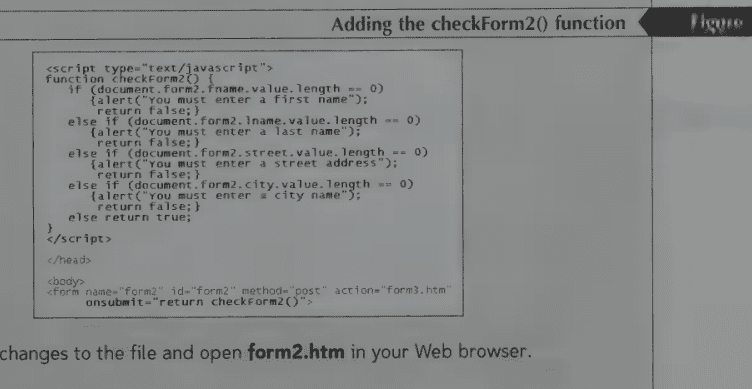 Adding the checkForm2() function
Figure
<script type="text/javascript">
function checkForm2() {
   if (document.form2.fname.value.length == 0)
      {alert("You must enter a first name");
       return false;}
   else if (document.form2.lname.value.length == 0)
      {alert("You must enter a last name");
       return false;}
   else if (document.form2.street.value.length == 0)
      {alert("You must enter a street address");
       return false;}
   else if (document.form2.city.value.length == 0)
      {alert("You must enter a city name");
       return false;}
   else return true;
}
</script>
</head>
<body>
<form name="form2" id="form2" method="post" action="form3.htm"
      onsubmit="return checkForm2()">
changes to the file and open form2.htm in your Web browser.